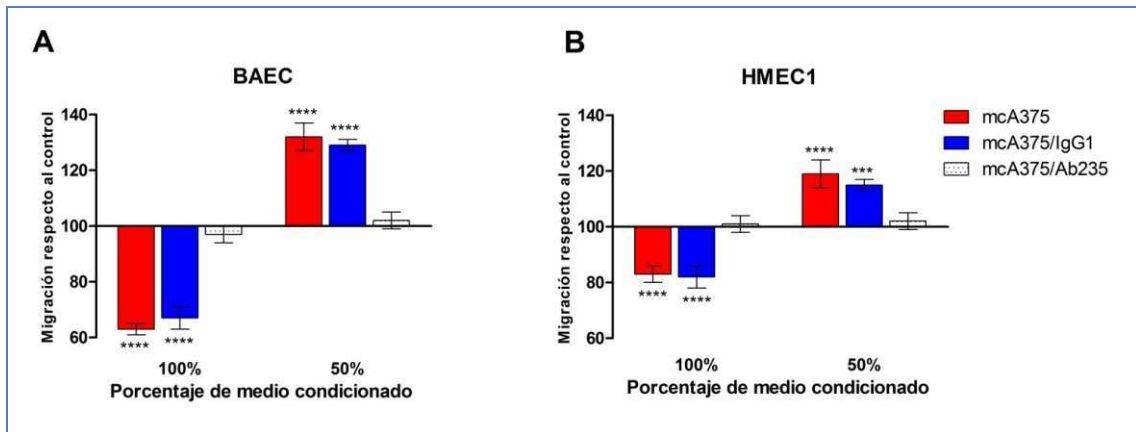 A
BAEC
Migración respecto al control
140
120
100
80
60
****
****
****
****
100%
50%
Porcentaje de medio condicionado
B
HMEC1
Migración respecto al control
140
120
100
80
60
****
****
****
***
100%
50%
Porcentaje de medio condicionado
mcA375
mcA375/IgG1
mcA375/Ab235